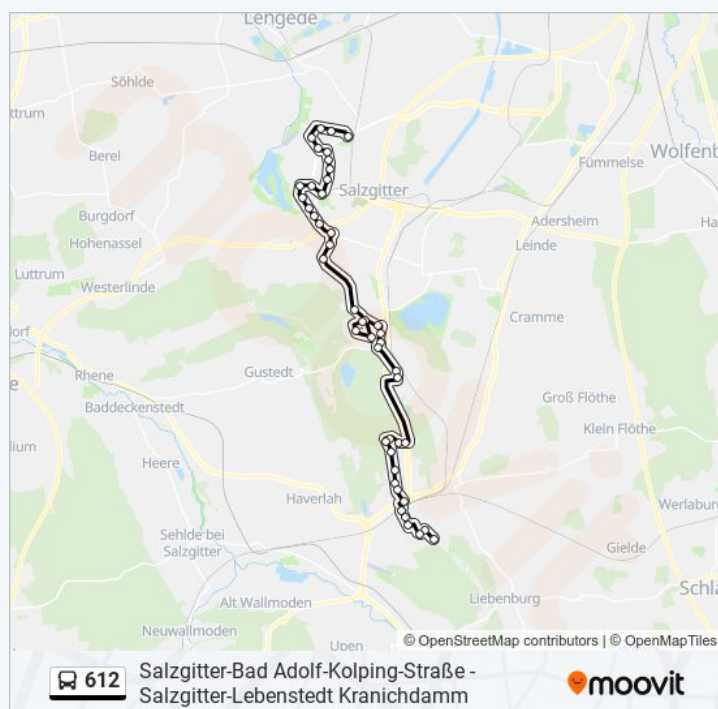 Lengede
Söhlde
ttrum
Berel
Wolfenb
Fümmelse
Salzgitter
Burgdorf
Adersheim
Ha
Hohenassel
Leinde
Luttrum
Westerlinde
Cramme
dorf
Rhene
Gustedt
e
Baddeckenstedt
Groß Flöthe
Klein Flöthe
lium
Heere
Haverlah
Werlaburg
Sehlde bei
Salzgitter
Gielde
Schla
Alt Wallmoden
Liebenburg
Neuwallmoden
Upen
© OpenStreetMap contributors | © OpenMapTiles
612
Salzgitter-Bad Adolf-Kolping-Straße -
Salzgitter-Lebenstedt Kranichdamm
moovit